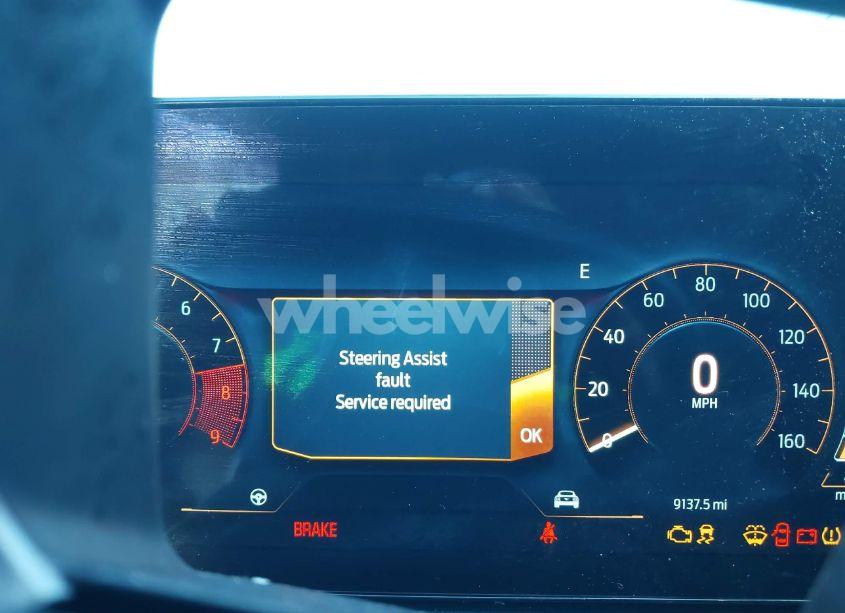 wheelwise
E
6
7
8
9
Steering Assist
fault
Service required
OK
0
20
40
60
80
100
120
140
160
0
MPH
9137.5 mi
BRAKE